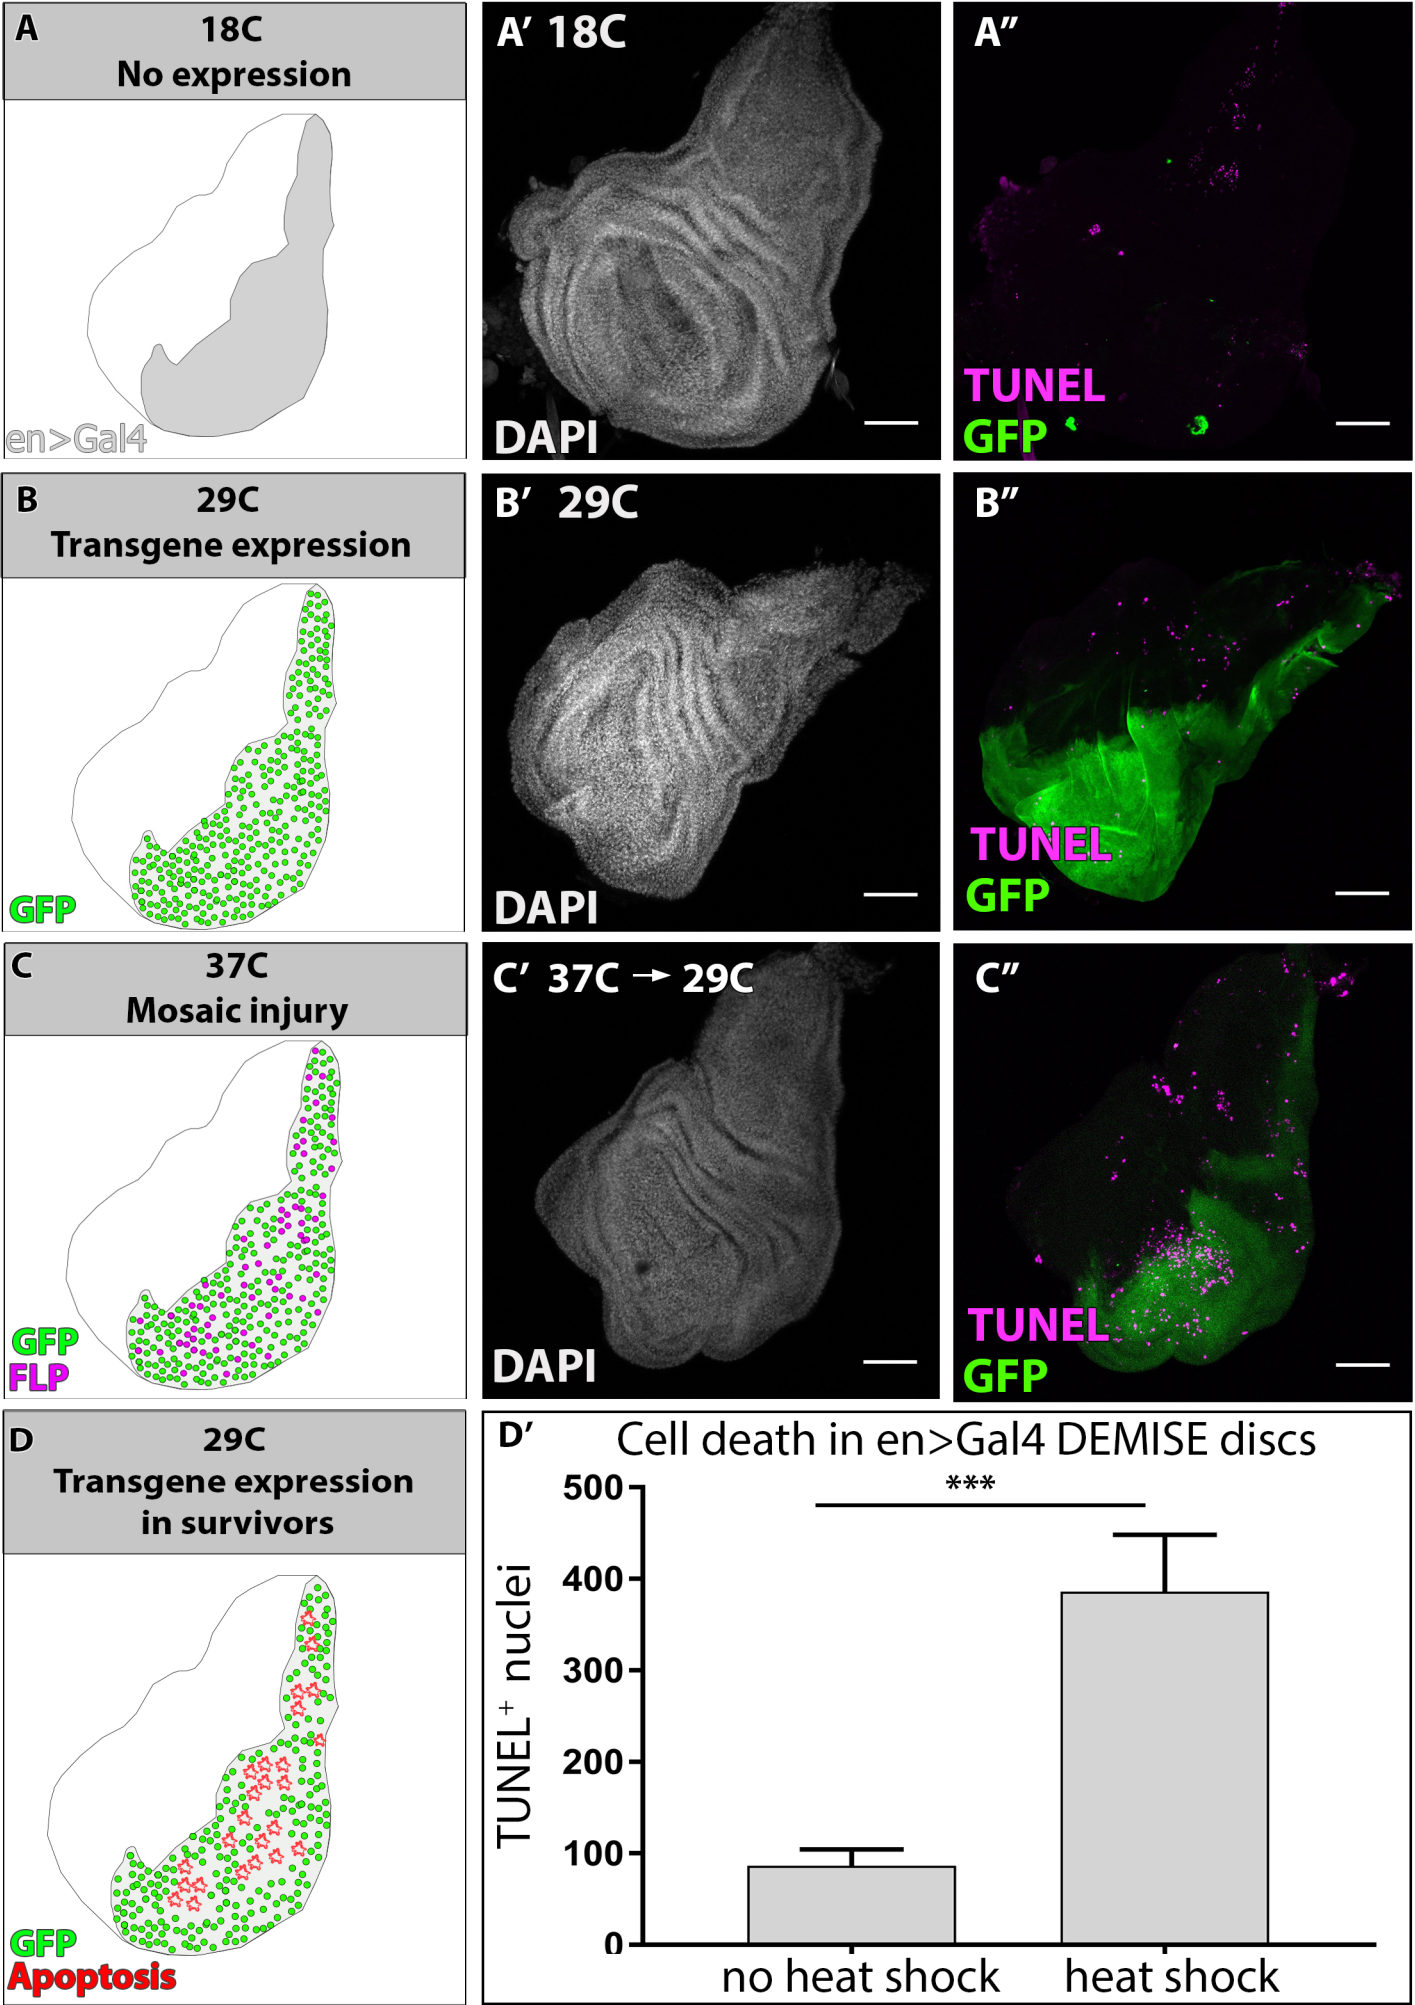 A
18C
No expression
en>Gal4
A′ 18C
DAPI
A″
TUNEL
GFP
B
29C
Transgene expression
GFP
B′ 29C
DAPI
B″
TUNEL
GFP
C
37C
Mosaic injury
GFP
FLP
C′ 37C → 29C
DAPI
C″
TUNEL
GFP
D
29C
Transgene expression
in survivors
GFP
Apoptosis
D′
Cell death in en>Gal4 DEMISE discs
***
TUNEL⁺ nuclei
500
400
300
200
100
0
no heat shock
heat shock